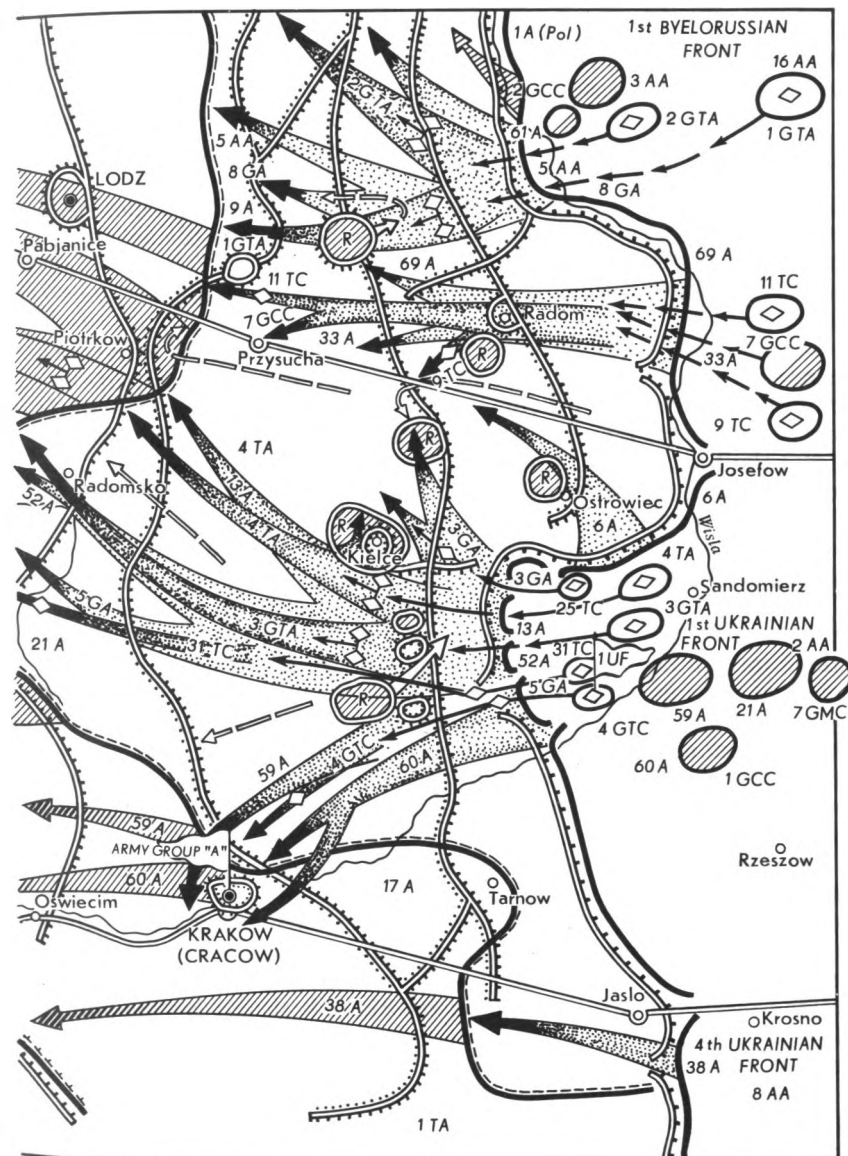 1A (Pol)
1st BYELORUSSIAN
FRONT
16 AA
2 GCC
3 AA
2 GTA
2 GTA
1 GTA
61 A
5 AA
5 AA
8 GA
8 GA
LODZ
9 A
R
1 GTA
Pabjanice
69 A
69 A
11 TC
11 TC
7 GCC
Radom
7 GCC
Piotrkow
33 A
33 A
Przysucha
R
9 TC
9 TC
R
4 TA
Josefow
Radomsko
R
Ostrowiec
6 A
52 A
13 A
4 TA
R
Kielce
3 GA
6 A
Wisla
4 TA
3 GA
Sandomierz
5 GA
25 TC
3 GTA
3 GTA
13 A
1st UKRAINIAN
FRONT
21 A
31 TC
31 TC
52 A
1 UF
2 AA
R
5 GA
59 A
21 A
7 GMC
4 GTC
59 A
4 GTC
60 A
60 A
1 GCC
59 A
ARMY GROUP "A"
Rzeszow
60 A
17 A
Oświecim
Tarnow
KRAKOW
(CRACOW)
38 A
Jaslo
Krosno
4 th UKRAINIAN
FRONT
38 A
8 AA
1 TA